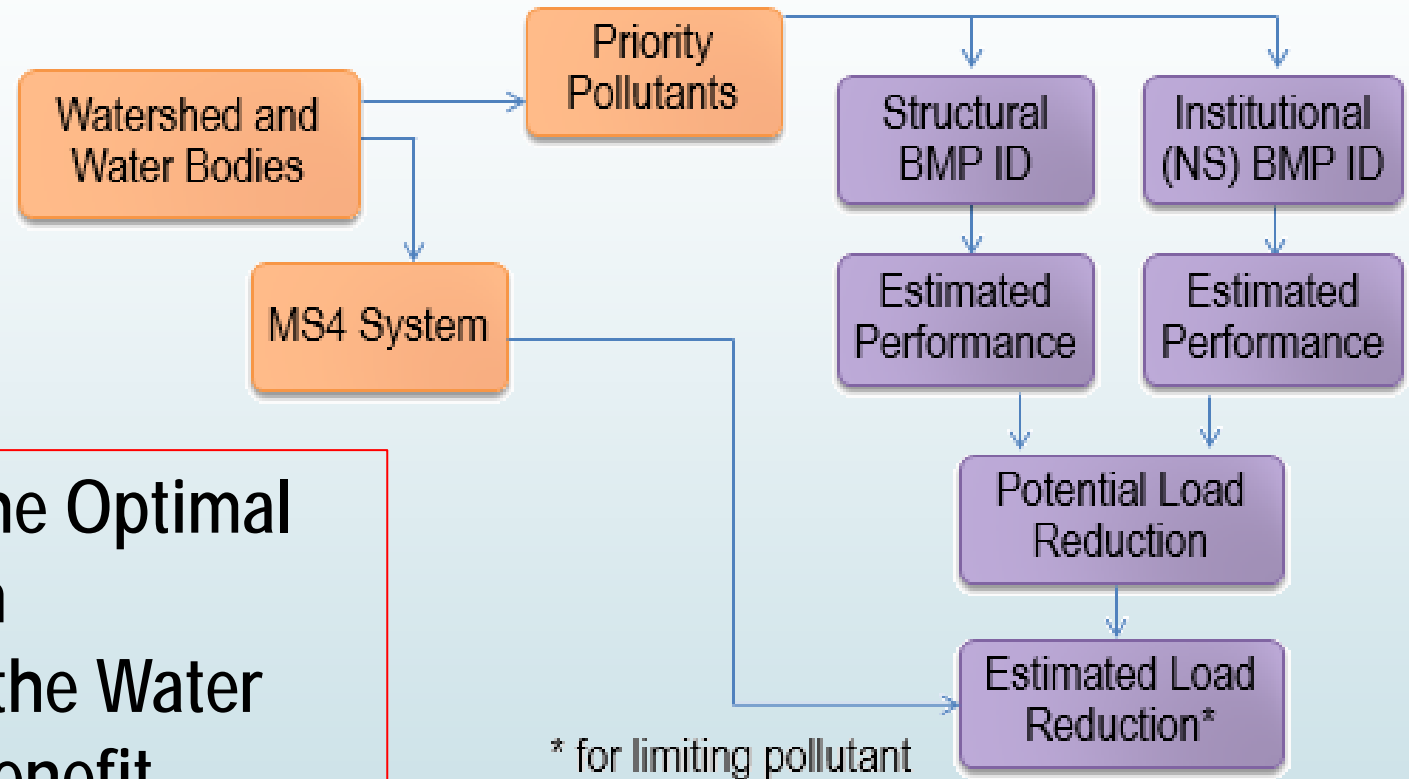 Priority
Pollutants
Watershed and
Water Bodies
Structural
BMP ID
Institutional
(NS) BMP ID
MS4 System
Estimated
Performance
Estimated
Performance
Potential Load
Reduction
Estimated Load
Reduction*
* for limiting pollutant
Optimal
the Water